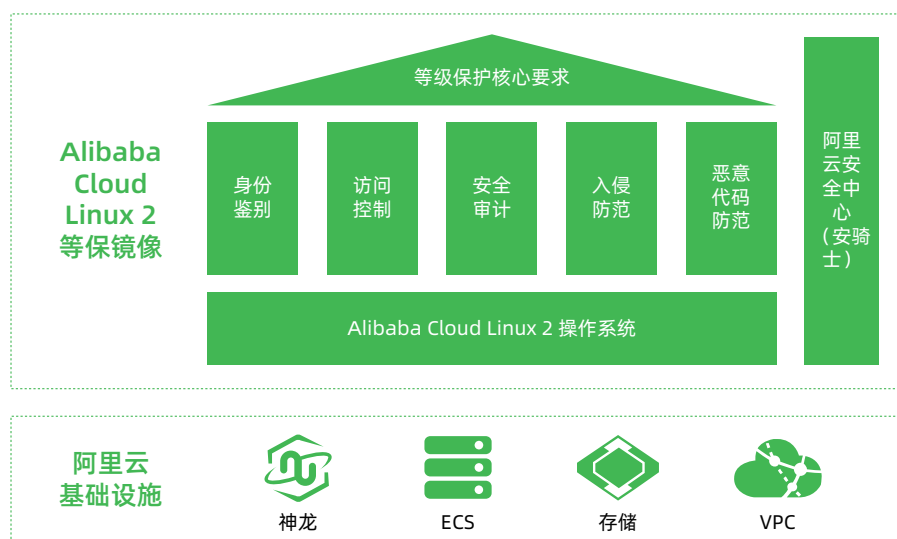 等级保护核心要求
Alibaba
Cloud
Linux 2
等保镜像
身份
鉴别
访问
控制
安全
审计
入侵
防范
恶意
代码
防范
阿里
云安
全中
心
(安骑
士)
Alibaba Cloud Linux 2 操作系统
阿里云
基础设施
神龙
ECS
存储
VPC